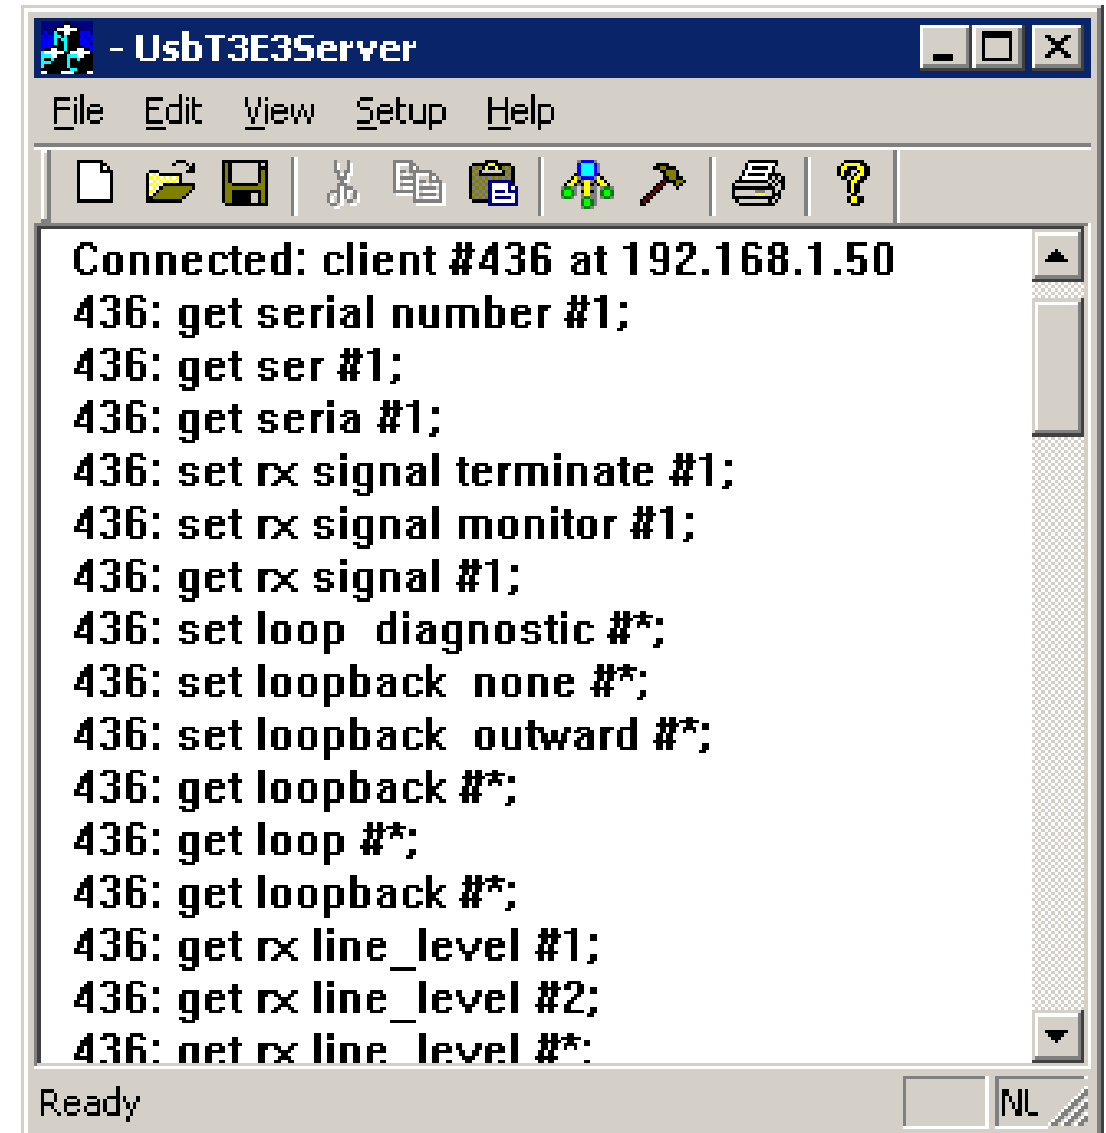 - UsbT3E3Server
File Edit View Setup Help
Connected: client #436 at 192.168.1.50
436: get serial number #1;
436: get ser #1;
436: get seria #1;
436: set rx signal terminate #1;
436: set rx signal monitor #1;
436: get rx signal #1;
436: set loop  diagnostic #*;
436: set loopback  none #*;
436: set loopback  outward #*;
436: get loopback #*;
436: get loop #*;
436: get loopback #*;
436: get rx line_level #1;
436: get rx line_level #2;
436: get rx line_level #*;
Ready NL